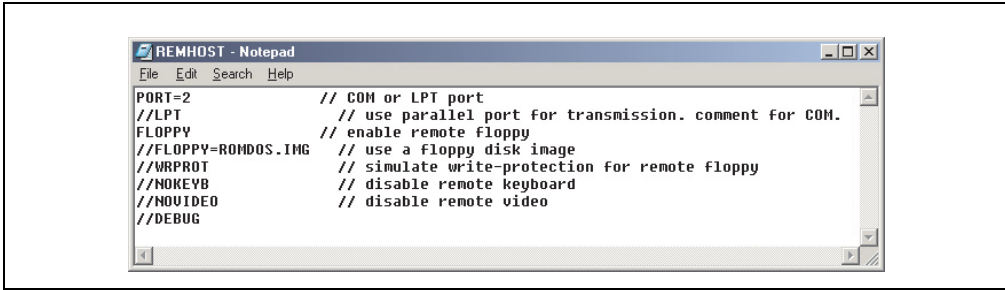 REMHOST - Notepad
File Edit Search Help
PORT=2 // COM or LPT port
//LPT // use parallel port for transmission. comment for COM.
FLOPPY // enable remote floppy
//FLOPPY=ROMDOS.IMG // use a floppy disk image
//WRPROT // simulate write-protection for remote floppy
//NOKEYB // disable remote keyboard
//NOVIDEO // disable remote video
//DEBUG